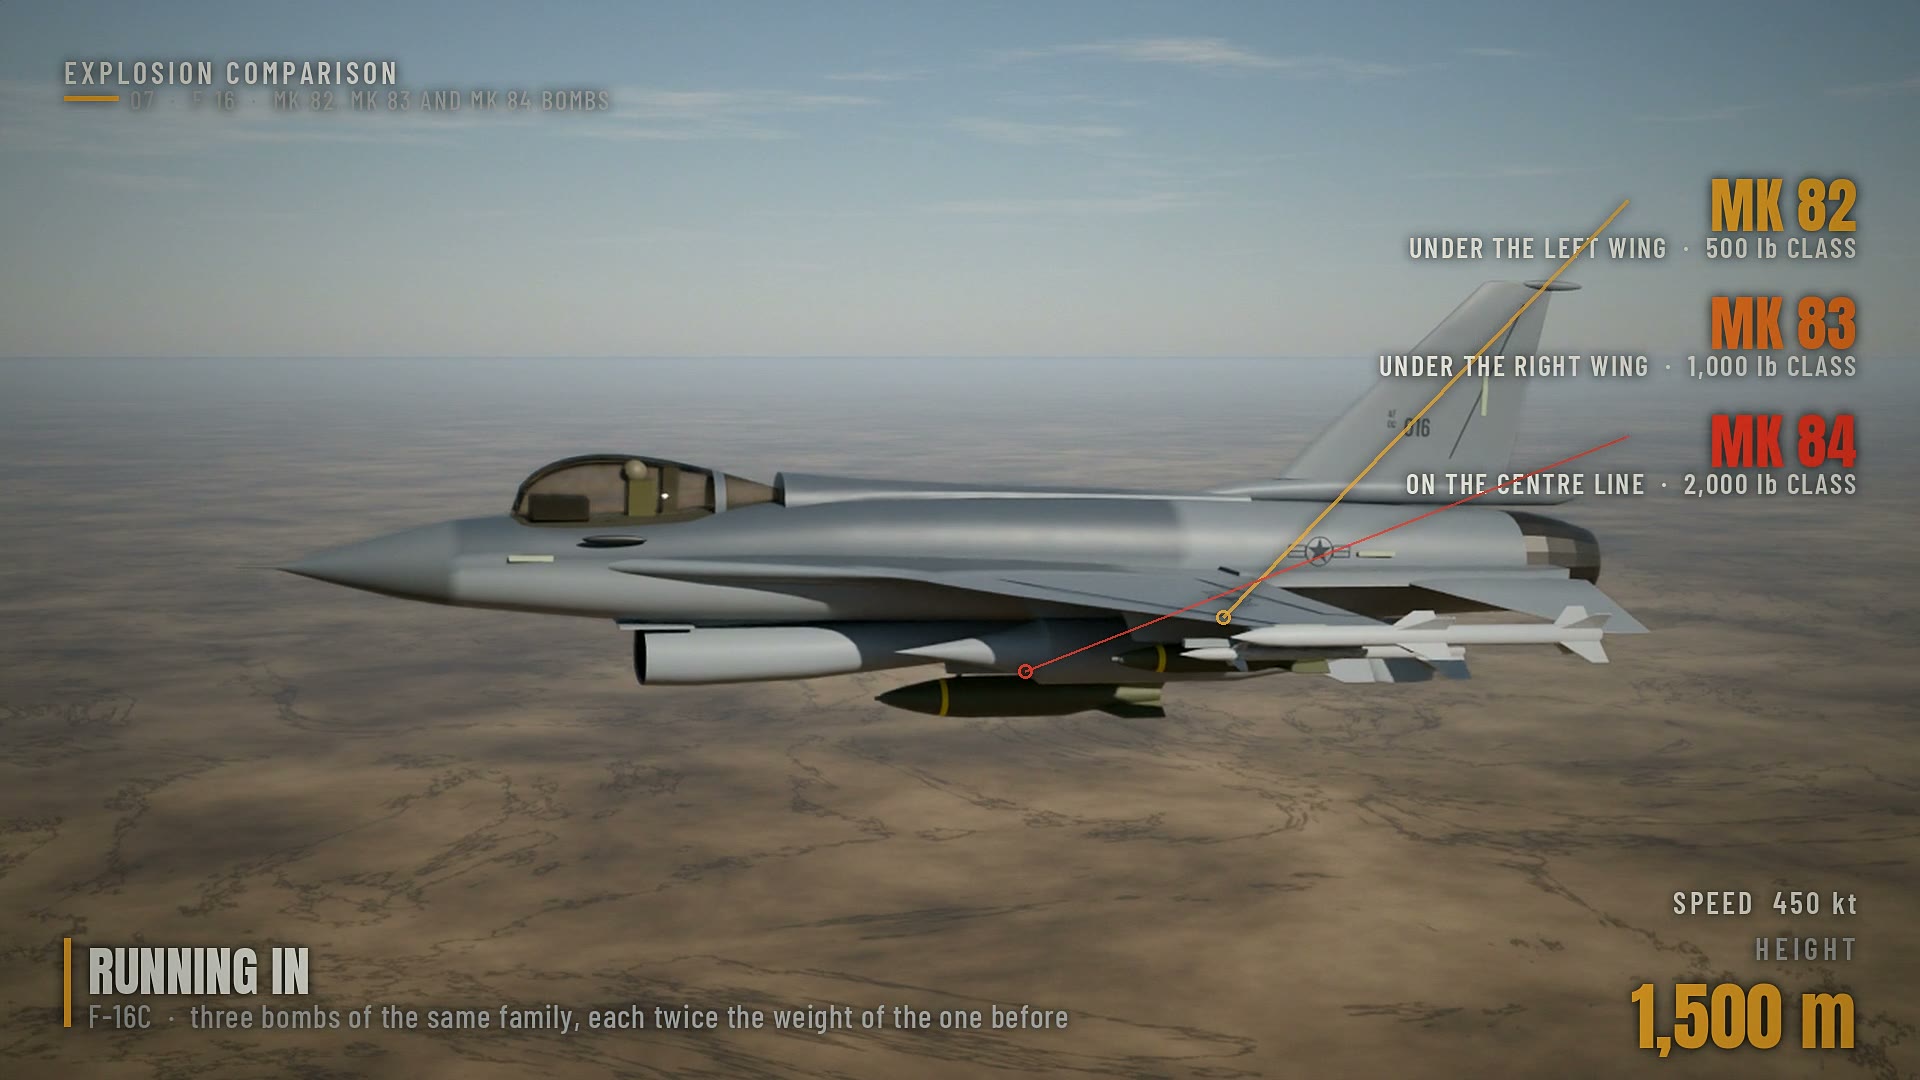 EXPLOSION COMPARISON
07 · F-16 · MK 82, MK 83 AND MK 84 BOMBS
MK 82
UNDER THE LEFT WING · 500 lb CLASS
MK 83
UNDER THE RIGHT WING · 1,000 lb CLASS
MK 84
ON THE CENTRE LINE · 2,000 lb CLASS
016
SPEED 450 kt
HEIGHT
1,500 m
RUNNING IN
F-16C · three bombs of the same family, each twice the weight of the one before